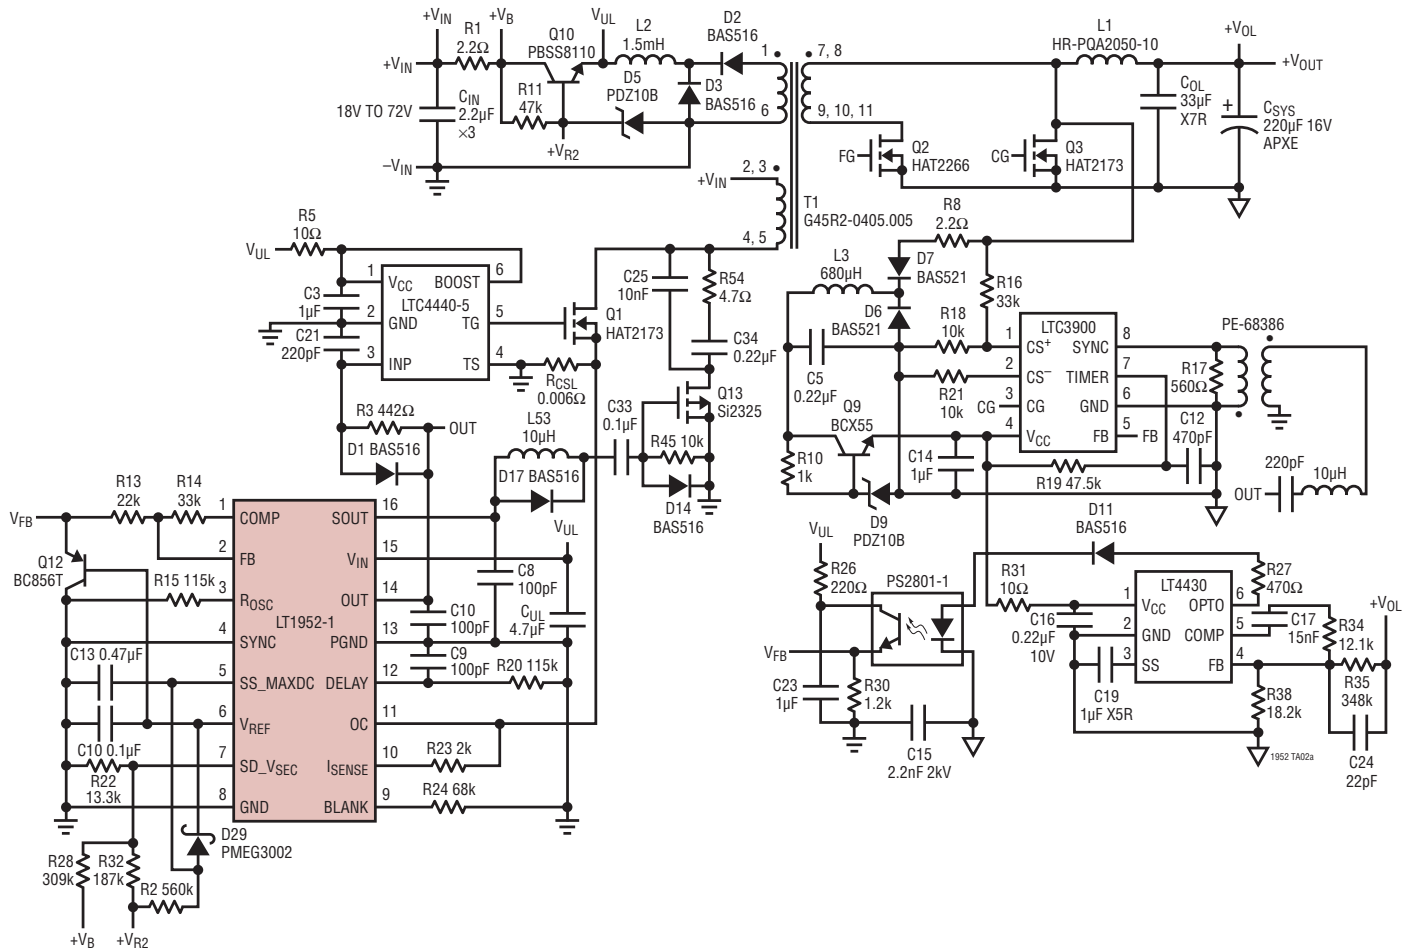 +VIN
+VB
VUL
R1
2.2Ω
Q10
PBSS8110
L2
1.5mH
D2
BAS516
1
7, 8
L1
HR-PQA2050-10
+VOL
+VIN
+VOUT
R11
47k
D5
PDZ10B
D3
BAS516
18V TO 72V
CIN
2.2µF
×3
6
9, 10, 11
COL
33µF
X7R
+
CSYS
220µF 16V
APXE
+VR2
–VIN
FG
Q2
HAT2266
CG
Q3
HAT2173
+VIN
2, 3
T1
G45R2-0405.005
4, 5
R5
10Ω
VUL
1
VCC
BOOST
6
LTC4440-5
C3
1µF
2
GND
TG
5
C21
220pF
3
INP
TS
4
Q1
HAT2173
RCSL
0.006Ω
C25
10nF
R54
4.7Ω
C34
0.22µF
Q13
Si2325
R8
2.2Ω
L3
680µH
D7
BAS521
D6
BAS521
R16
33k
R18
10k
LTC3900
1
CS+
SYNC
8
PE-68386
C5
0.22µF
2
CS–
TIMER
7
R17
560Ω
R21
10k
3
CG
CG
GND
6
Q9
BCX55
4
VCC
FB
5
FB
C12
470pF
R10
1k
C14
1µF
R19 47.5k
D9
PDZ10B
220pF
10µH
OUT
R3 442Ω
OUT
D1 BAS516
L53
10µH
D17 BAS516
C33
0.1µF
R45 10k
D14
BAS516
R13
22k
R14
33k
VFB
1
COMP
SOUT
16
VUL
Q12
BC856T
2
FB
VIN
15
R15 115k
3
ROSC
OUT
14
C8
100pF
LT1952-1
C10
100pF
CUL
4.7µF
4
SYNC
PGND
13
C13 0.47µF
C9
100pF
5
SS_MAXDC
DELAY
12
R20 115k
6
VREF
OC
11
C10 0.1µF
7
SD_VSEC
ISENSE
10
R23 2k
R22
13.3k
8
GND
BLANK
9
R24 68k
D29
PMEG3002
R28
309k
R32
187k
R2 560k
+VB
+VR2
VUL
R26
220Ω
PS2801-1
D11
BAS516
R31
10Ω
LT4430
R27
470Ω
+VOL
1
VCC
OPTO
6
C16
0.22µF
10V
2
GND
COMP
5
C17
15nF
R34
12.1k
VFB
3
SS
FB
4
C23
1µF
R30
1.2k
C19
1µF X5R
R38
18.2k
R35
348k
C15
2.2nF 2kV
C24
22pF
1952 TA02a